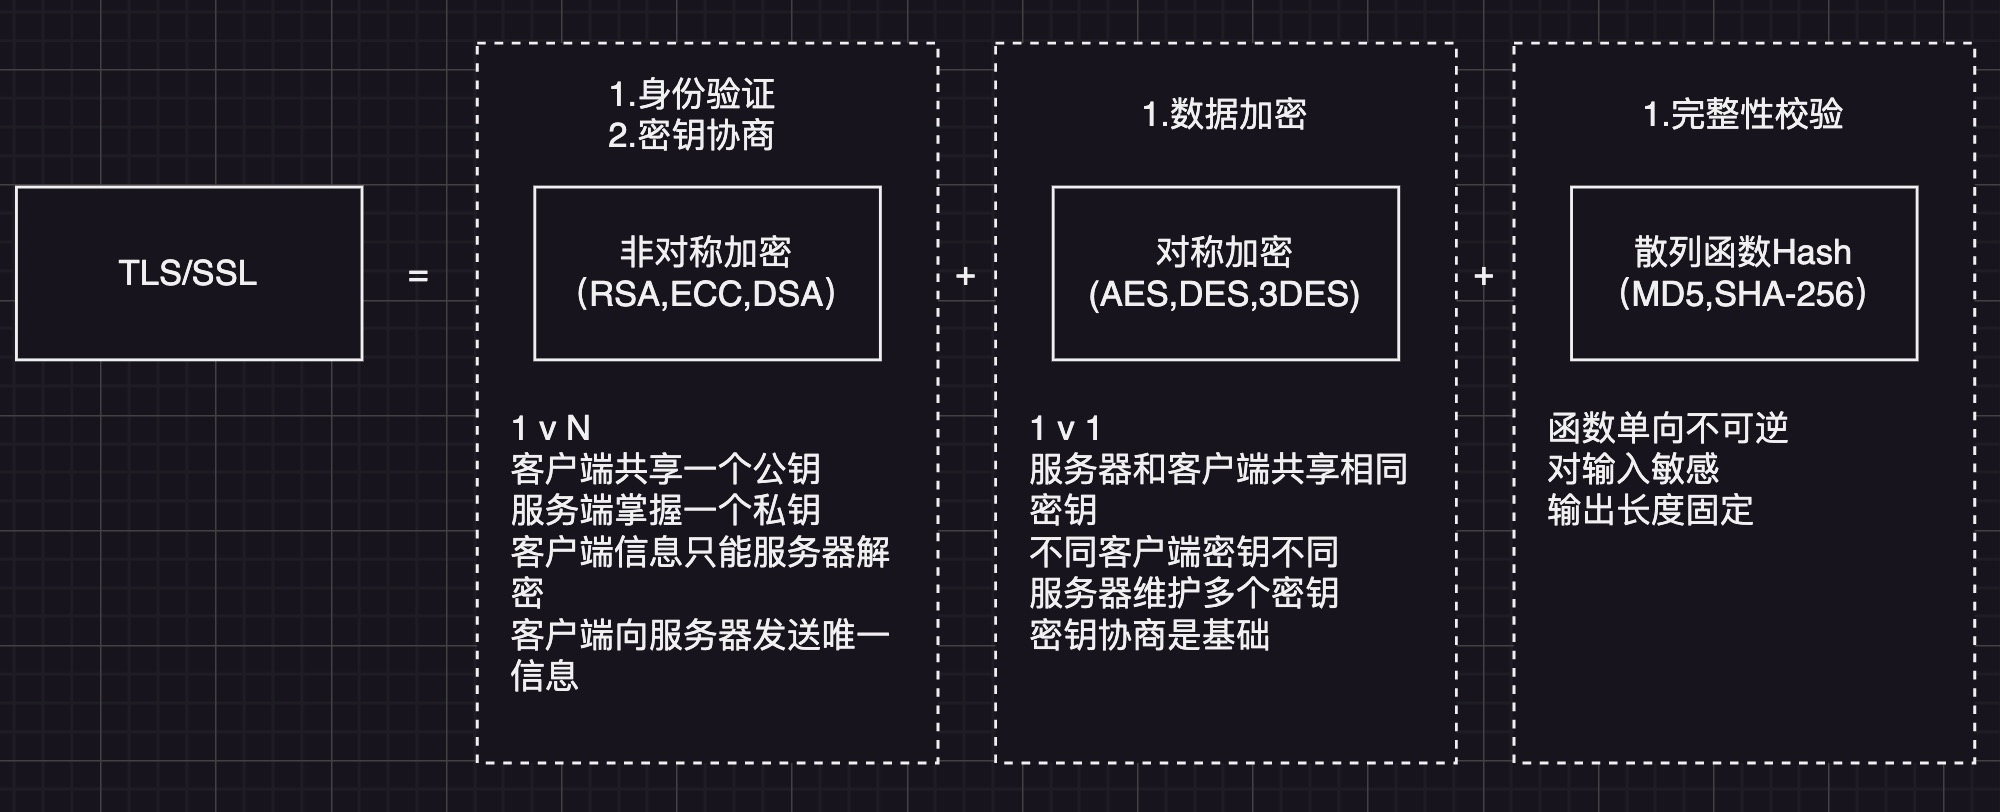 TLS/SSL
=
1.身份验证
2.密钥协商
非对称加密
(RSA,ECC,DSA)
1 v N
客户端共享一个公钥
服务端掌握一个私钥
客户端信息只能服务器解
密
客户端向服务器发送唯一
信息
+
1.数据加密
对称加密
(AES,DES,3DES)
1 v 1
服务器和客户端共享相同
密钥
不同客户端密钥不同
服务器维护多个密钥
密钥协商是基础
+
1.完整性校验
散列函数Hash
(MD5,SHA-256)
函数单向不可逆
对输入敏感
输出长度固定